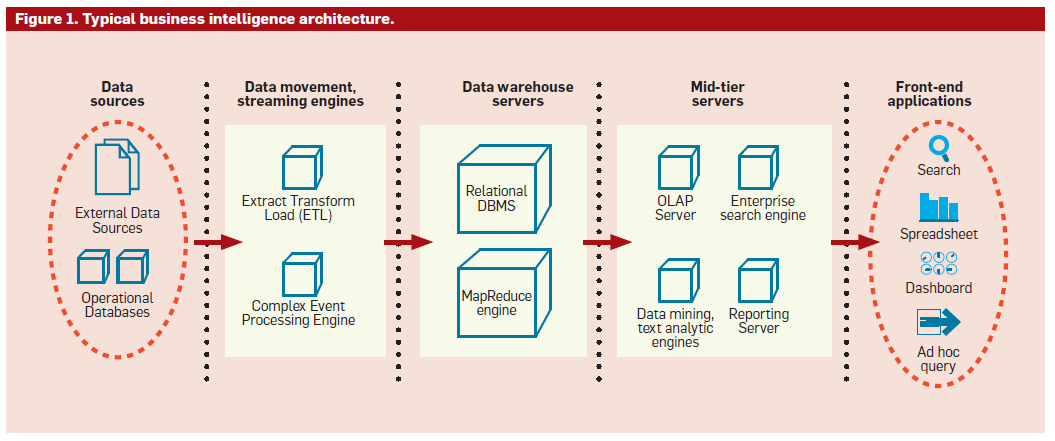 Figure 1. Typical business intelligence architecture.
Data
sources
External Data
Sources
Operational
Databases
Data movement,
streaming engines
Extract Transform
Load (ETL)
Complex Event
Processing Engine
Data warehouse
servers
Relational
DBMS
MapReduce
engine
Mid-tier
servers
OLAP
Server
Enterprise
search engine
Data mining,
text analytic
engines
Reporting
Server
Front-end
applications
Search
Spreadsheet
Dashboard
Ad hoc
query